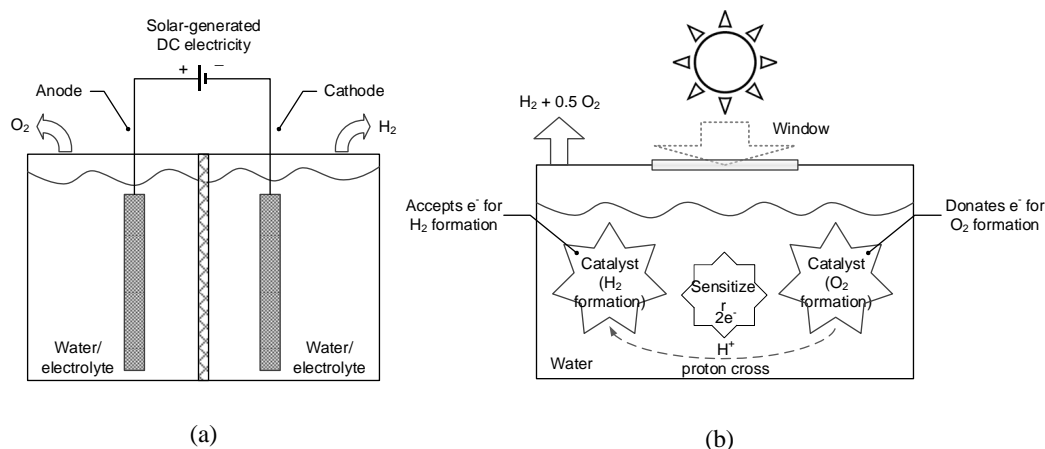 Solar-generated
DC electricity
+ –
Anode
Cathode
O2
H2
Water/
electrolyte
Water/
electrolyte
(a)
H2 + 0.5 O2
Window
Accepts e- for
H2 formation
Donates e- for
O2 formation
Catalyst
(H2
formation)
Sensitize
r
2e-
Catalyst
(O2
formation)
H+
proton cross
Water
(b)